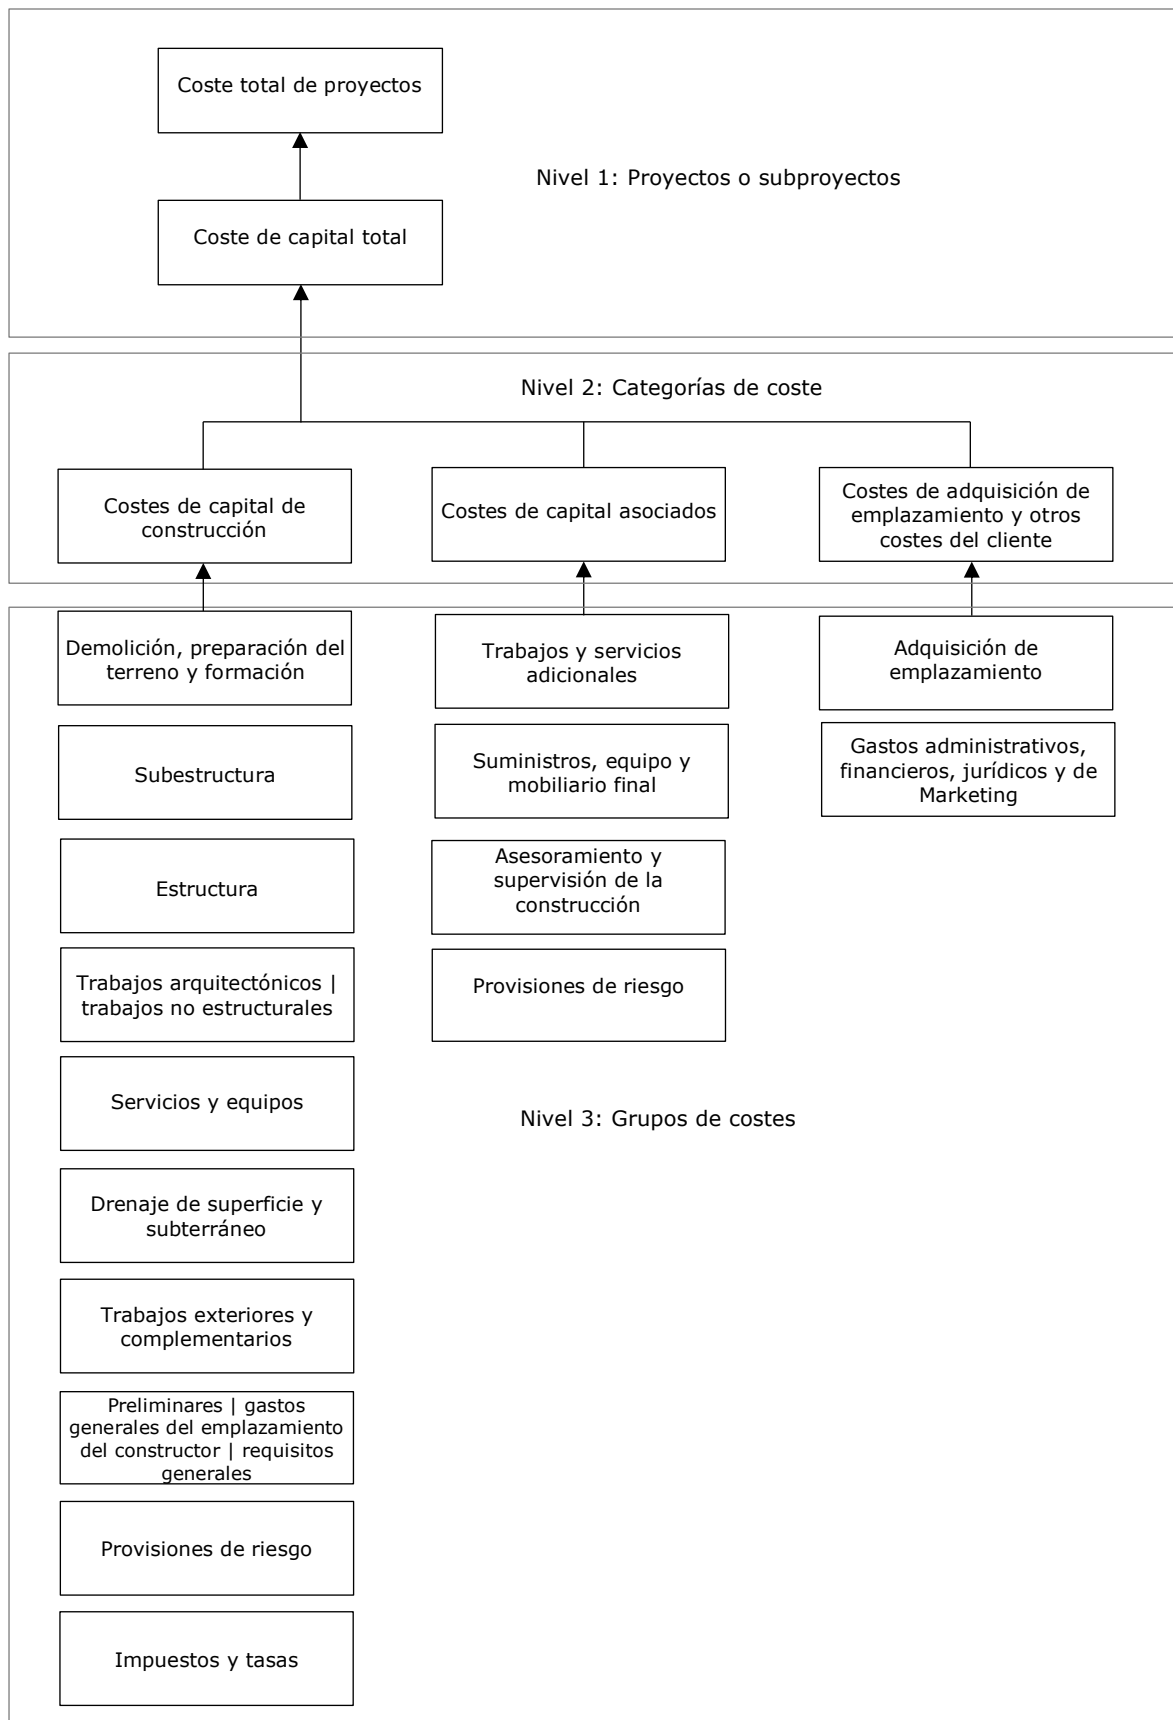 Coste total de proyectos
Nivel 1: Proyectos o subproyectos
Coste de capital total
Nivel 2: Categorías de coste
Costes de capital de
construcción
Costes de capital asociados
Costes de adquisición de
emplazamiento y otros
costes del cliente
Demolición, preparación del
terreno y formación
Trabajos y servicios
adicionales
Adquisición de
emplazamiento
Subestructura
Suministros, equipo y
mobiliario final
Gastos administrativos,
financieros, jurídicos y de
Marketing
Estructura
Asesoramiento y
supervisión de la
construcción
Trabajos arquitectónicos |
trabajos no estructurales
Provisiones de riesgo
Servicios y equipos
Nivel 3: Grupos de costes
Drenaje de superficie y
subterráneo
Trabajos exteriores y
complementarios
Preliminares | gastos
generales del emplazamiento
del constructor | requisitos
generales
Provisiones de riesgo
Impuestos y tasas